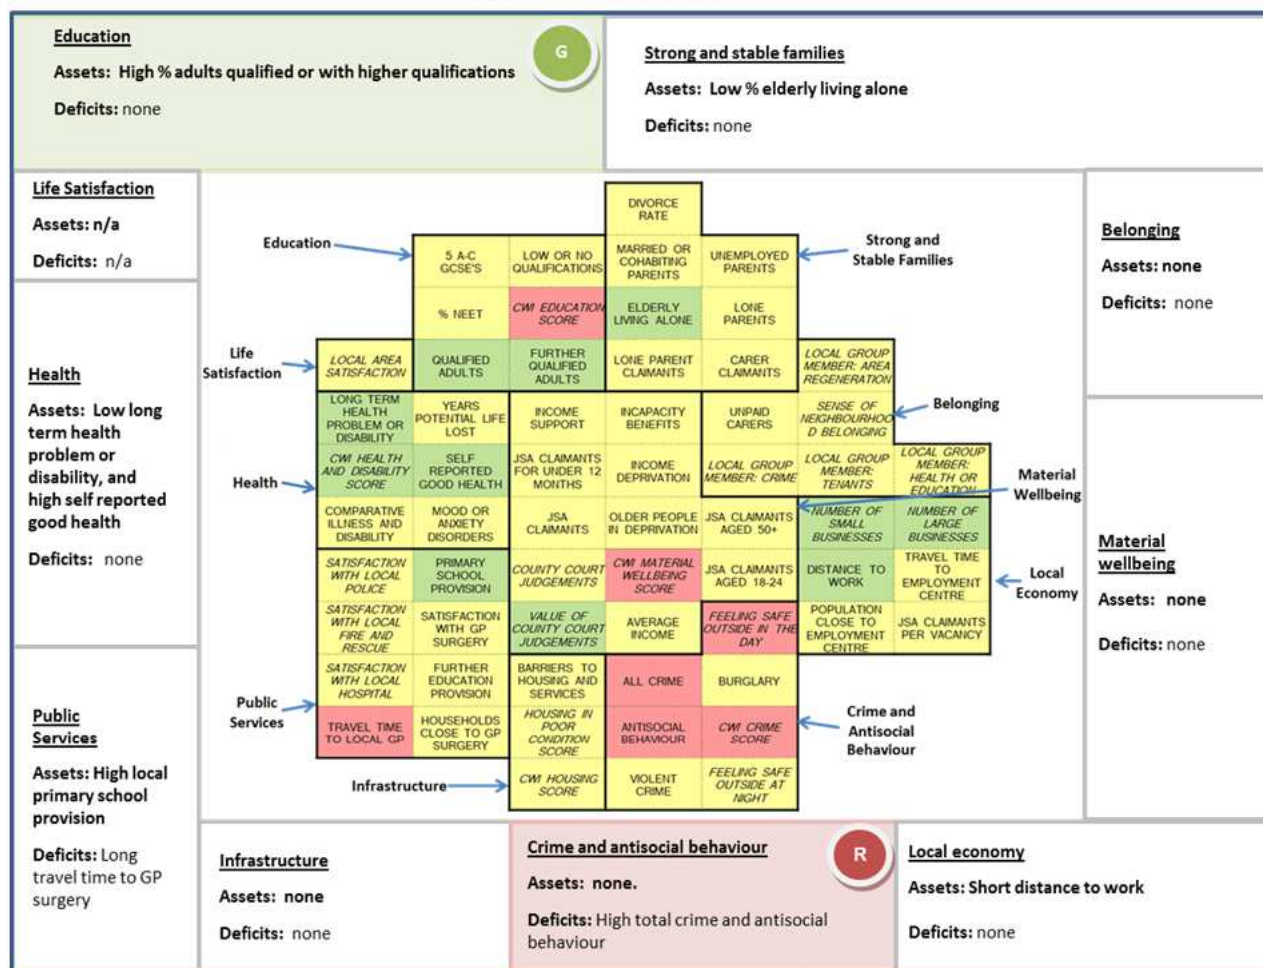 Education
Assets: High % adults qualified or with higher qualifications
Deficits: none
G
Strong and stable families
Assets: Low % elderly living alone
Deficits: none
Life Satisfaction
Assets: n/a
Deficits: n/a
Health
Assets: Low long
term health
problem or
disability, and
high self reported
good health
Deficits: none
Public
Services
Assets: High local
primary school
provision
Deficits: Long
travel time to GP
surgery
Education
Strong and
Stable Families
Life
Satisfaction
Belonging
Health
Material
Wellbeing
Local
Economy
Public
Services
Crime and
Antisocial
Behaviour
Infrastructure
DIVORCE
RATE
5 A-C
GCSE'S
LOW OR NO
QUALIFICATIONS
MARRIED OR
COHABITING
PARENTS
UNEMPLOYED
PARENTS
% NEET
CWI EDUCATION
SCORE
ELDERLY
LIVING ALONE
LONE
PARENTS
LOCAL AREA
SATISFACTION
QUALIFIED
ADULTS
FURTHER
QUALIFIED
ADULTS
LONE PARENT
CLAIMANTS
CARER
CLAIMANTS
LOCAL GROUP
MEMBER: AREA
REGENERATION
LONG TERM
HEALTH
PROBLEM OR
DISABILITY
YEARS
POTENTIAL LIFE
LOST
INCOME
SUPPORT
INCAPACITY
BENEFITS
UNPAID
CARERS
SENSE OF
NEIGHBOURHOO
D BELONGING
CWI HEALTH
AND DISABILITY
SCORE
SELF
REPORTED
GOOD HEALTH
JSA CLAIMANTS
FOR UNDER 12
MONTHS
INCOME
DEPRIVATION
LOCAL GROUP
MEMBER: CRIME
LOCAL GROUP
MEMBER:
TENANTS
LOCAL GROUP
MEMBER:
HEALTH OR
EDUCATION
COMPARATIVE
ILLNESS AND
DISABILITY
MOOD OR
ANXIETY
DISORDERS
JSA
CLAIMANTS
OLDER PEOPLE
IN DEPRIVATION
JSA CLAIMANTS
AGED 50+
NUMBER OF
SMALL
BUSINESSES
NUMBER OF
LARGE
BUSINESSES
SATISFACTION
WITH LOCAL
POLICE
PRIMARY
SCHOOL
PROVISION
COUNTY COURT
JUDGEMENTS
CWI MATERIAL
WELLBEING
SCORE
JSA CLAIMANTS
AGED 18-24
DISTANCE TO
WORK
TRAVEL TIME
TO
EMPLOYMENT
CENTRE
SATISFACTION
WITH LOCAL
FIRE AND
RESCUE
SATISFACTION
WITH GP
SURGERY
VALUE OF
COUNTY COURT
JUDGEMENTS
AVERAGE
INCOME
FEELING SAFE
OUTSIDE IN THE
DAY
POPULATION
CLOSE TO
EMPLOYMENT
CENTRE
JSA CLAIMANTS
PER VACANCY
SATISFACTION
WITH LOCAL
HOSPITAL
FURTHER
EDUCATION
PROVISION
BARRIERS TO
HOUSING AND
SERVICES
ALL CRIME
BURGLARY
TRAVEL TIME
TO LOCAL GP
HOUSEHOLDS
CLOSE TO GP
SURGERY
HOUSING IN
POOR
CONDITION
SCORE
ANTISOCIAL
BEHAVIOUR
CWI CRIME
SCORE
CWI HOUSING
SCORE
VIOLENT
CRIME
FEELING SAFE
OUTSIDE AT
NIGHT
Belonging
Assets: none
Deficits: none
Material
wellbeing
Assets: none
Deficits: none
Infrastructure
Assets: none
Deficits: none
Crime and antisocial behaviour
Assets: none.
Deficits: High total crime and antisocial
behaviour
R
Local economy
Assets: Short distance to work
Deficits: none